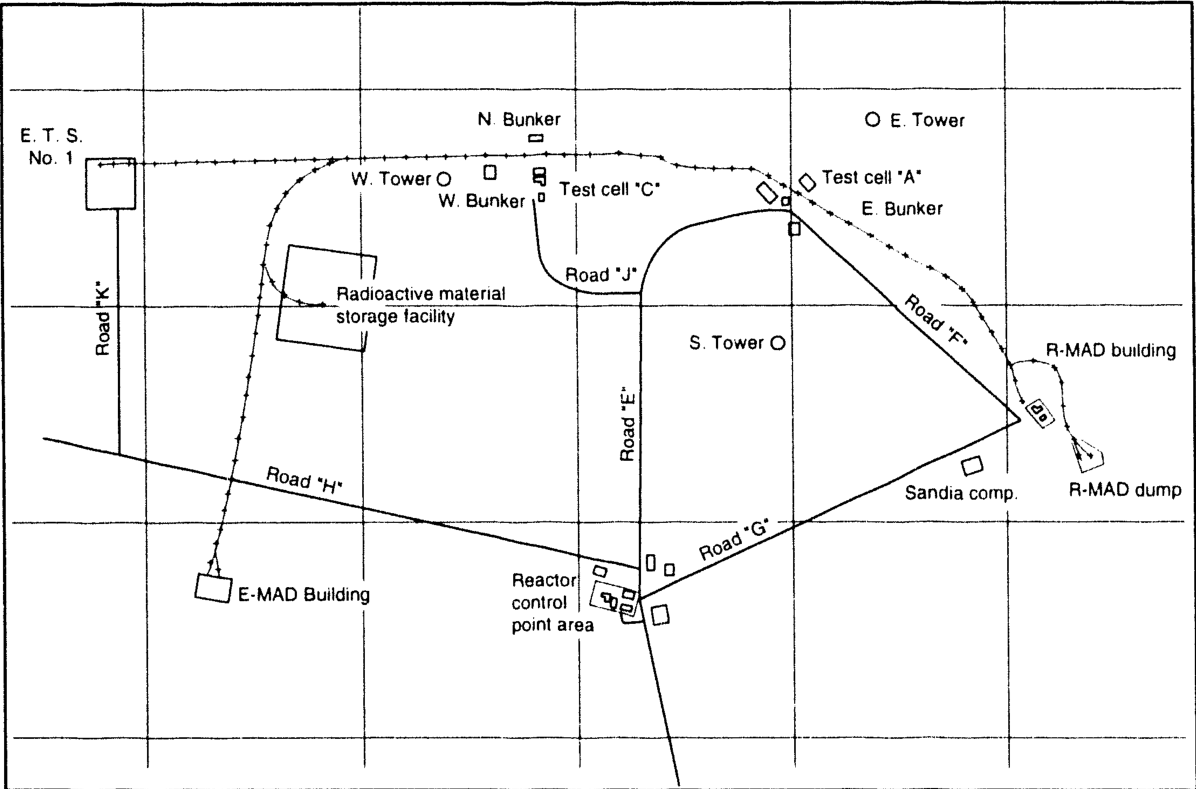 N. Bunker
E. Tower
E. T. S.
No. 1
W. Tower
Test cell "C"
Test cell "A"
W. Bunker
E. Bunker
Road "J"
Radioactive material
storage facility
Road "K"
Road "F"
S. Tower
R-MAD building
Road "E"
Road "H"
Sandia comp.
R-MAD dump
Road "G"
Reactor
control
point area
E-MAD Building